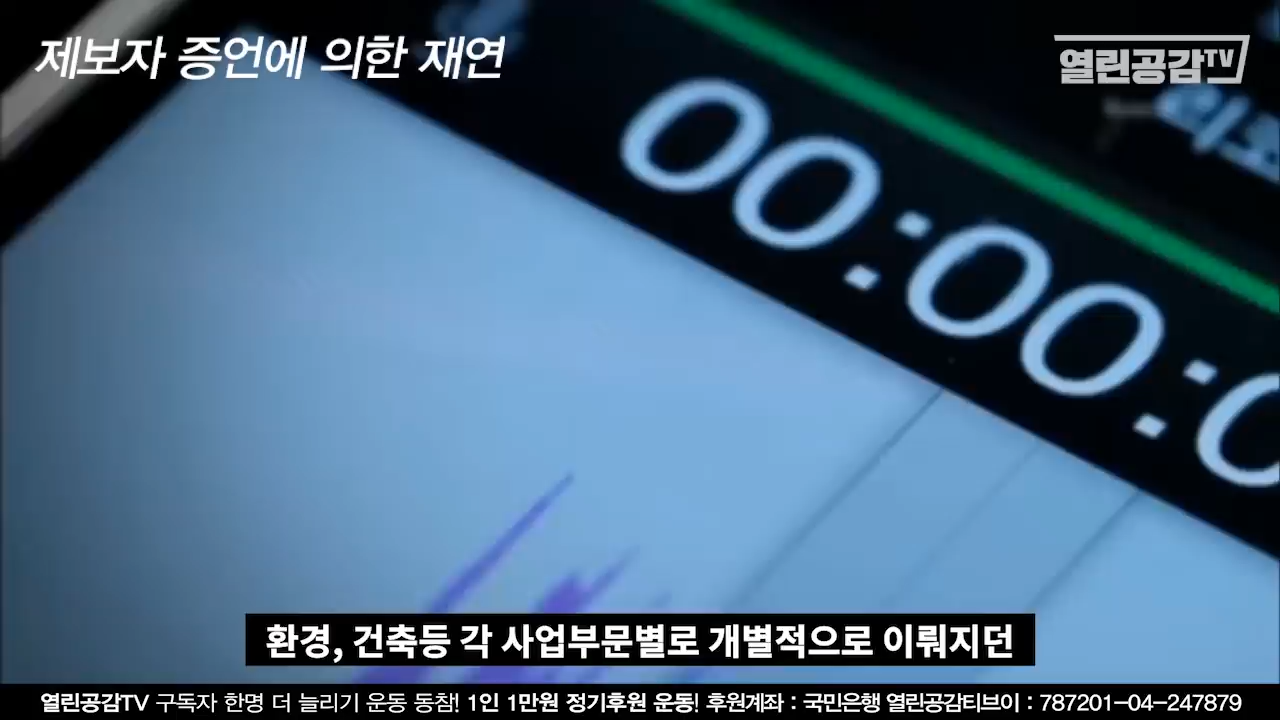 제보자 증언에 의한 재연
열린공감TV
00:00:0
환경, 건축등 각 사업부문별로 개별적으로 이뤄지던
열린공감TV 구독자 한명 더 늘리기 운동 동참! 1인 1만원 정기후원 운동! 후원계좌 : 국민은행 열린공감티브이 : 787201-04-247879